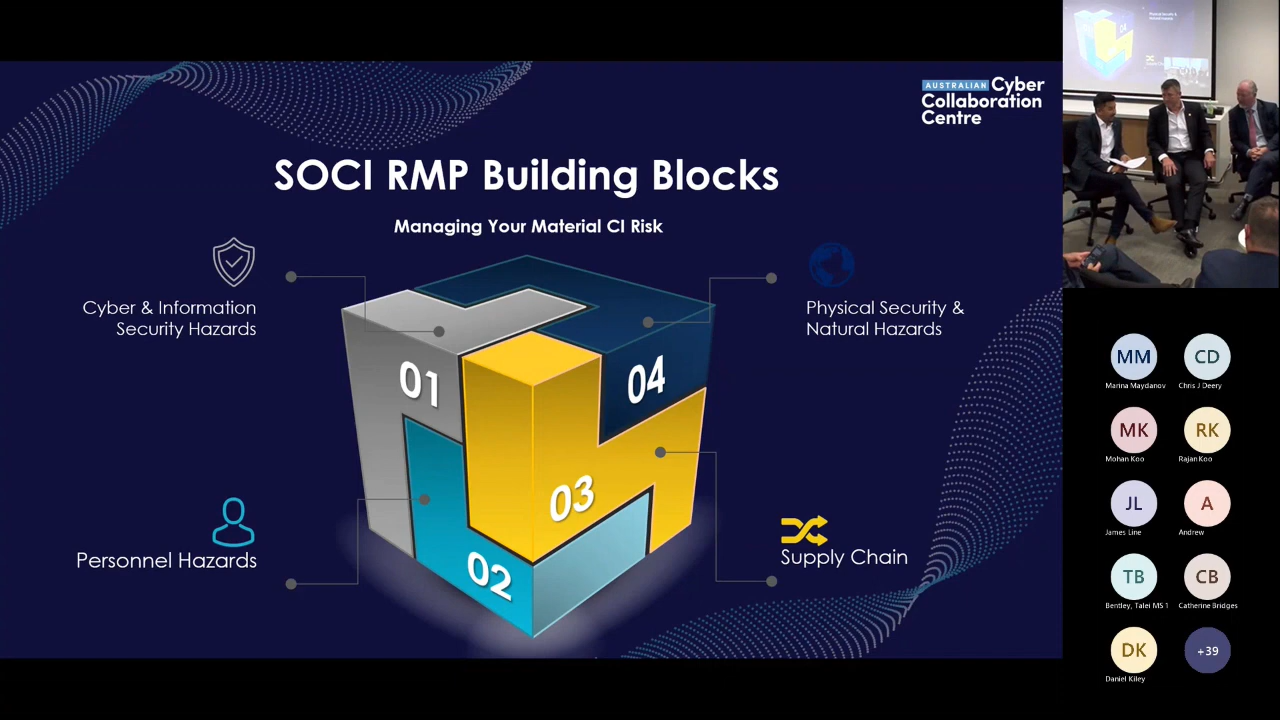 AUSTRALIAN Cyber
Collaboration
Centre
SOCI RMP Building Blocks
Managing Your Material CI Risk
Cyber & Information
Security Hazards
Physical Security &
Natural Hazards
01
04
03
02
Personnel Hazards
Supply Chain
MM
CD
Marina Maydanov
Chris J Deery
MK
RK
Mohan Koo
Rajan Koo
JL
A
James Line
Andrew
TB
CB
Bentley, Talei MS 1
Catherine Bridges
DK
+39
Daniel Kiley